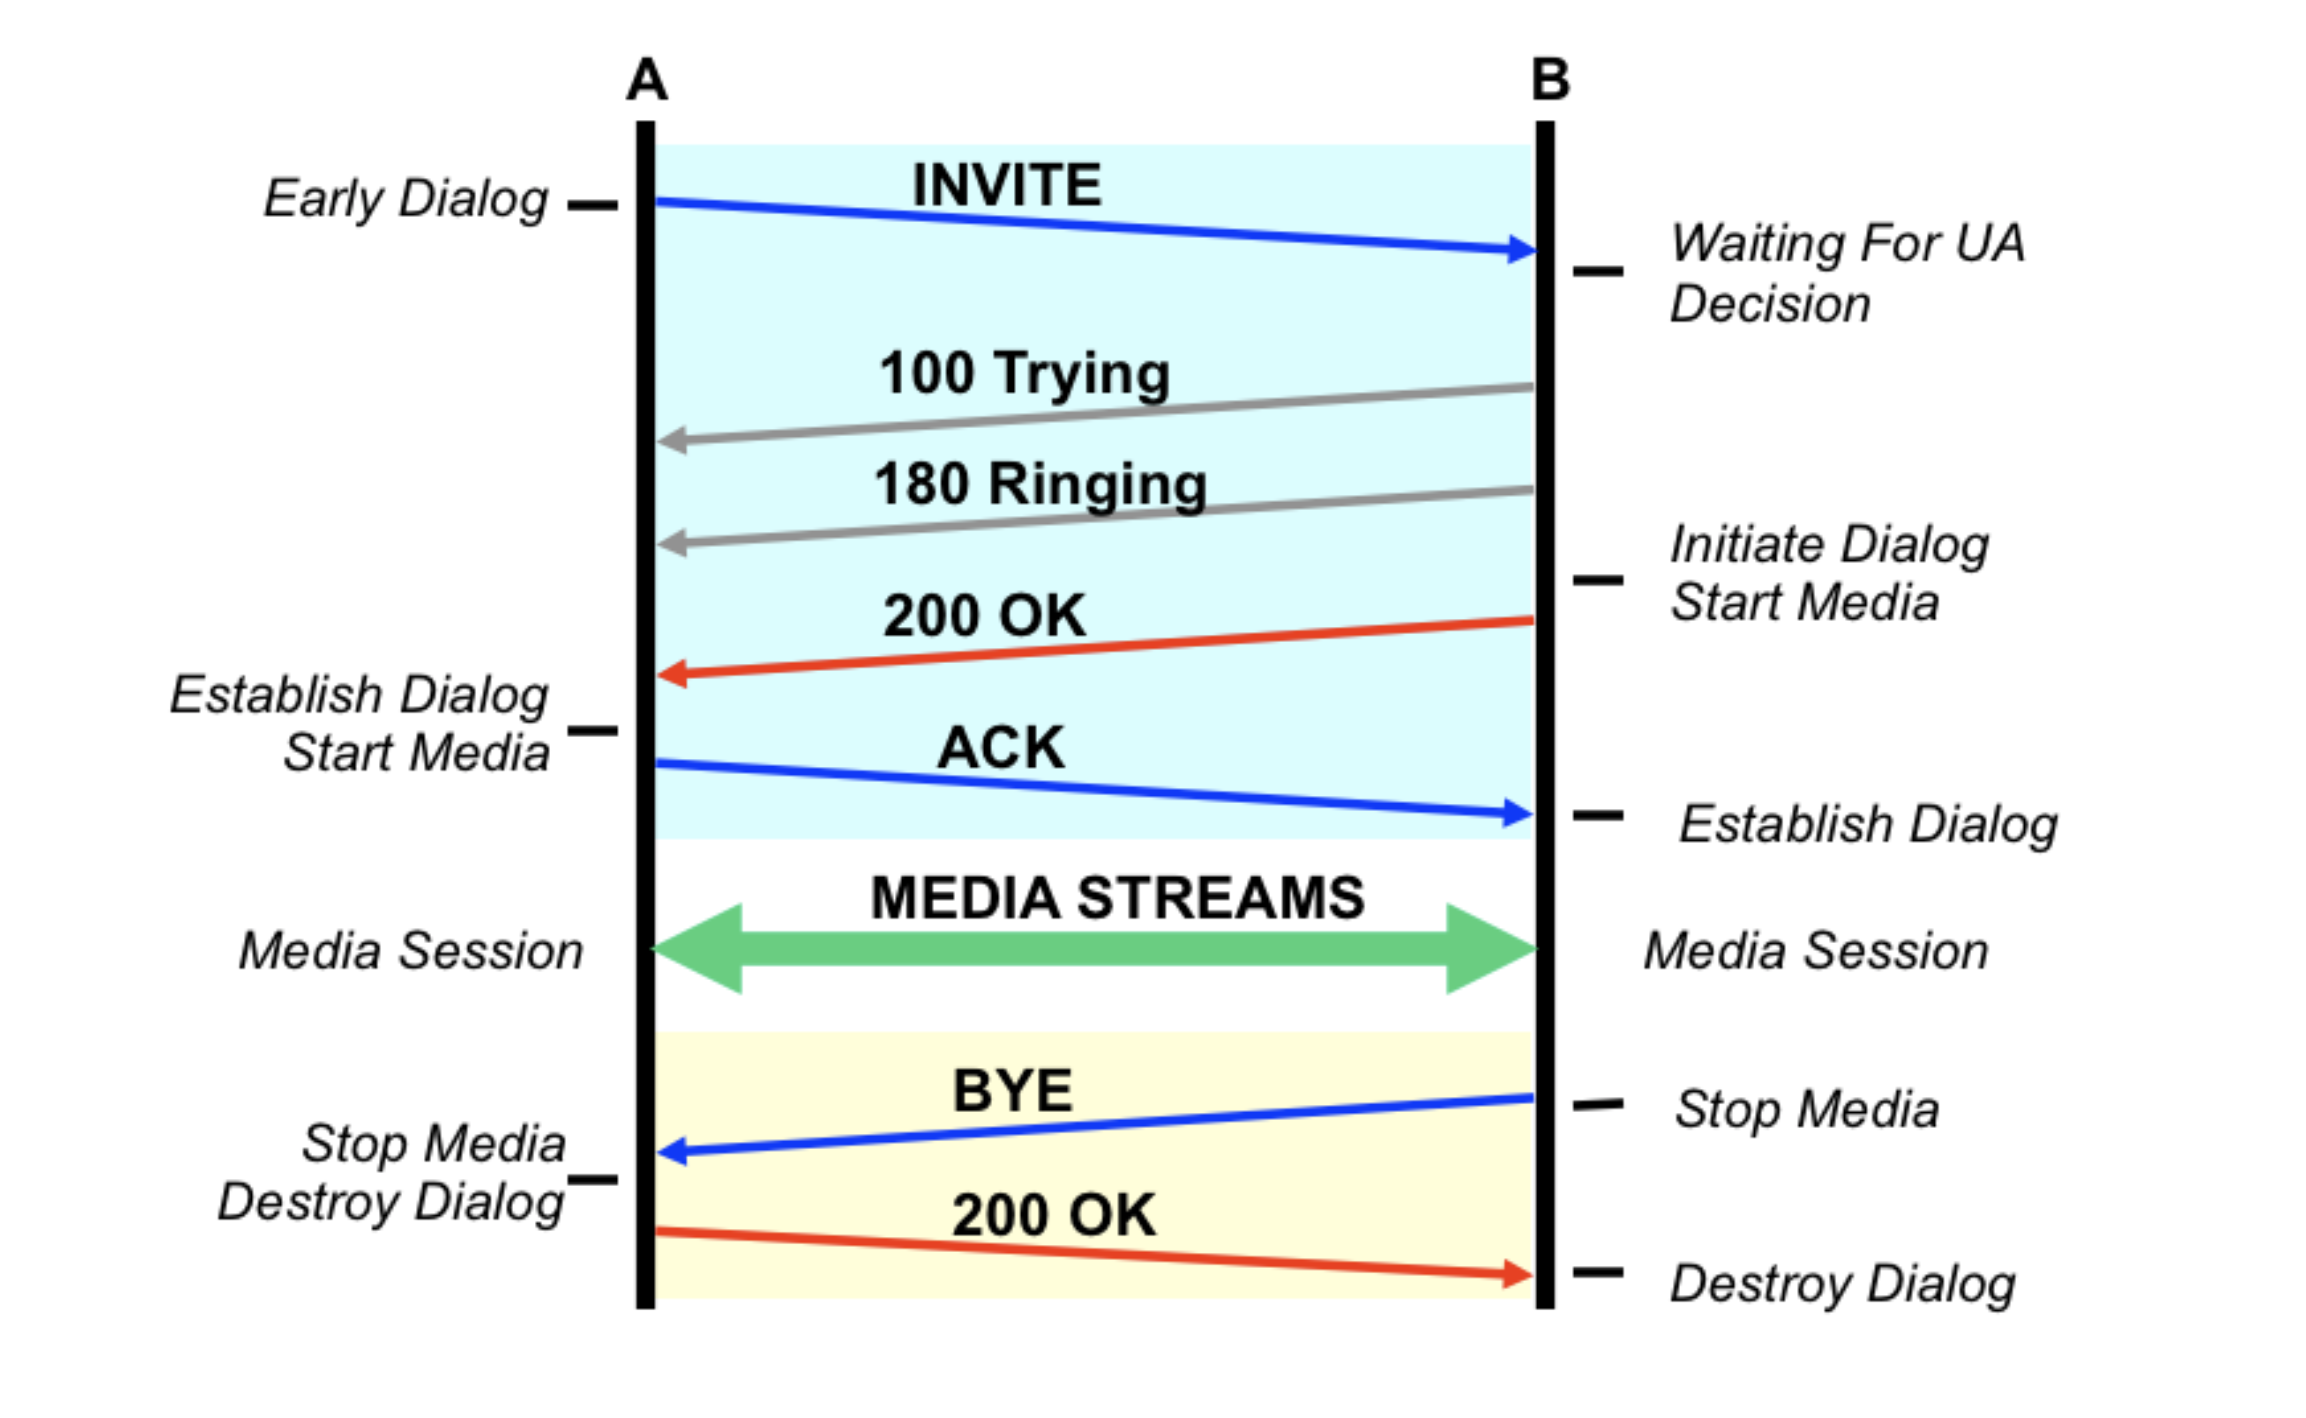 A
B
INVITE
Early Dialog
Waiting For UA
Decision
100 Trying
180 Ringing
Initiate Dialog
Start Media
200 OK
Establish Dialog
Start Media
ACK
Establish Dialog
MEDIA STREAMS
Media Session
Media Session
BYE
Stop Media
Stop Media
Destroy Dialog
200 OK
Destroy Dialog